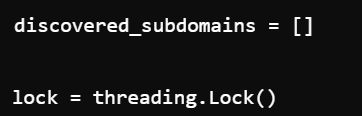 discovered_subdomains = []
lock = threading.Lock()